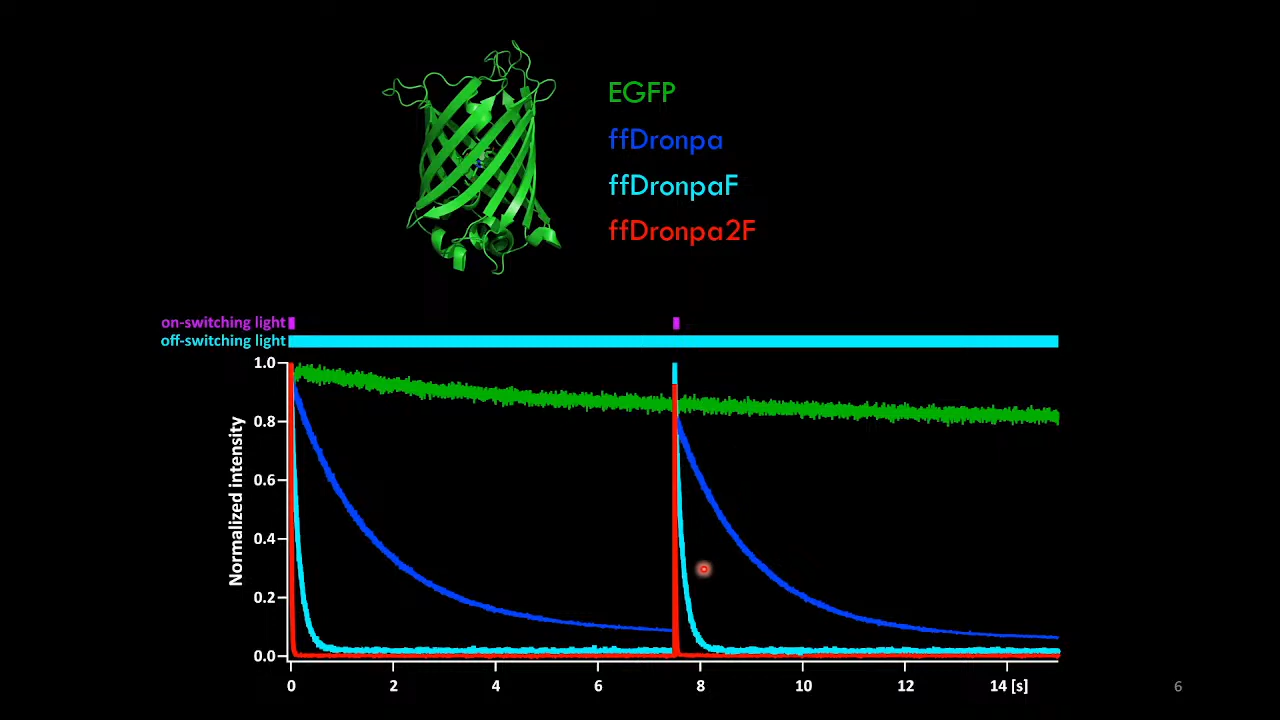 EGFP
ffDronpa
ffDronpaF
ffDronpa2F
on-switching light
off-switching light
1.0
0.8
0.6
0.4
0.2
0.0
Normalized intensity
0 2 4 6 8 10 12 14 [s]
6